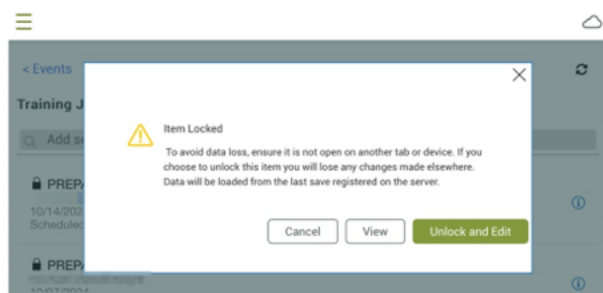 < Events
Training J
Add se
Item Locked
To avoid data loss, ensure it is not open on another tab or device. If you
choose to unlock this item you will lose any changes made elsewhere.
Data will be loaded from the last save registered on the server.
PREPA
10/14/202
Scheduled
Cancel View Unlock and Edit
PREPA
10/07/2024